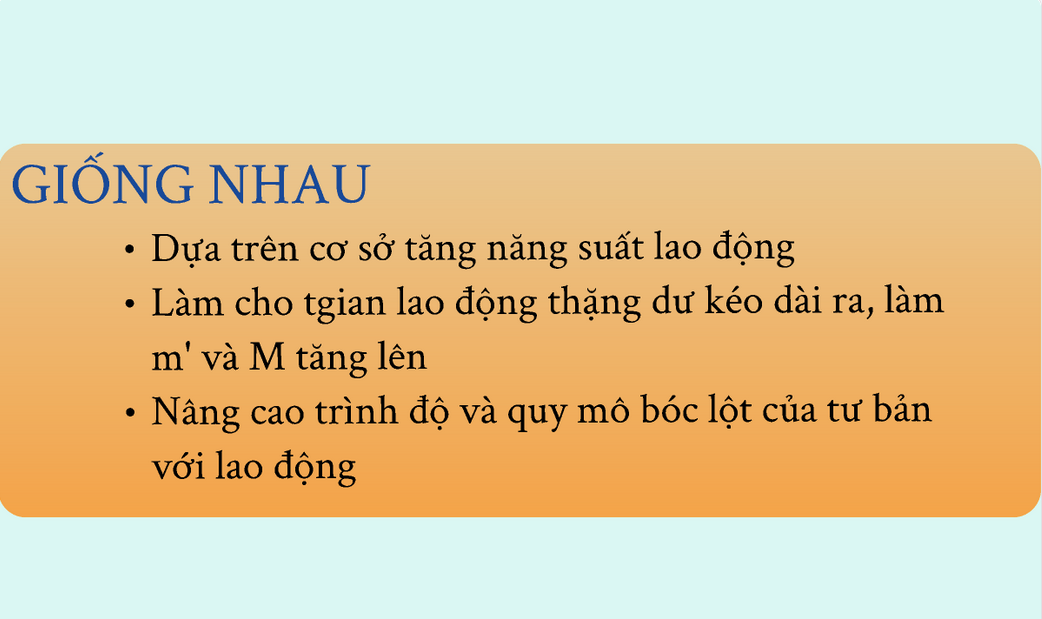 GIỐNG NHAU
• Dựa trên cơ sở tăng năng suất lao động
• Làm cho tgian lao động thặng dư kéo dài ra, làm
m' và M tăng lên
• Nâng cao trình độ và quy mô bóc lột của tư bản
với lao động